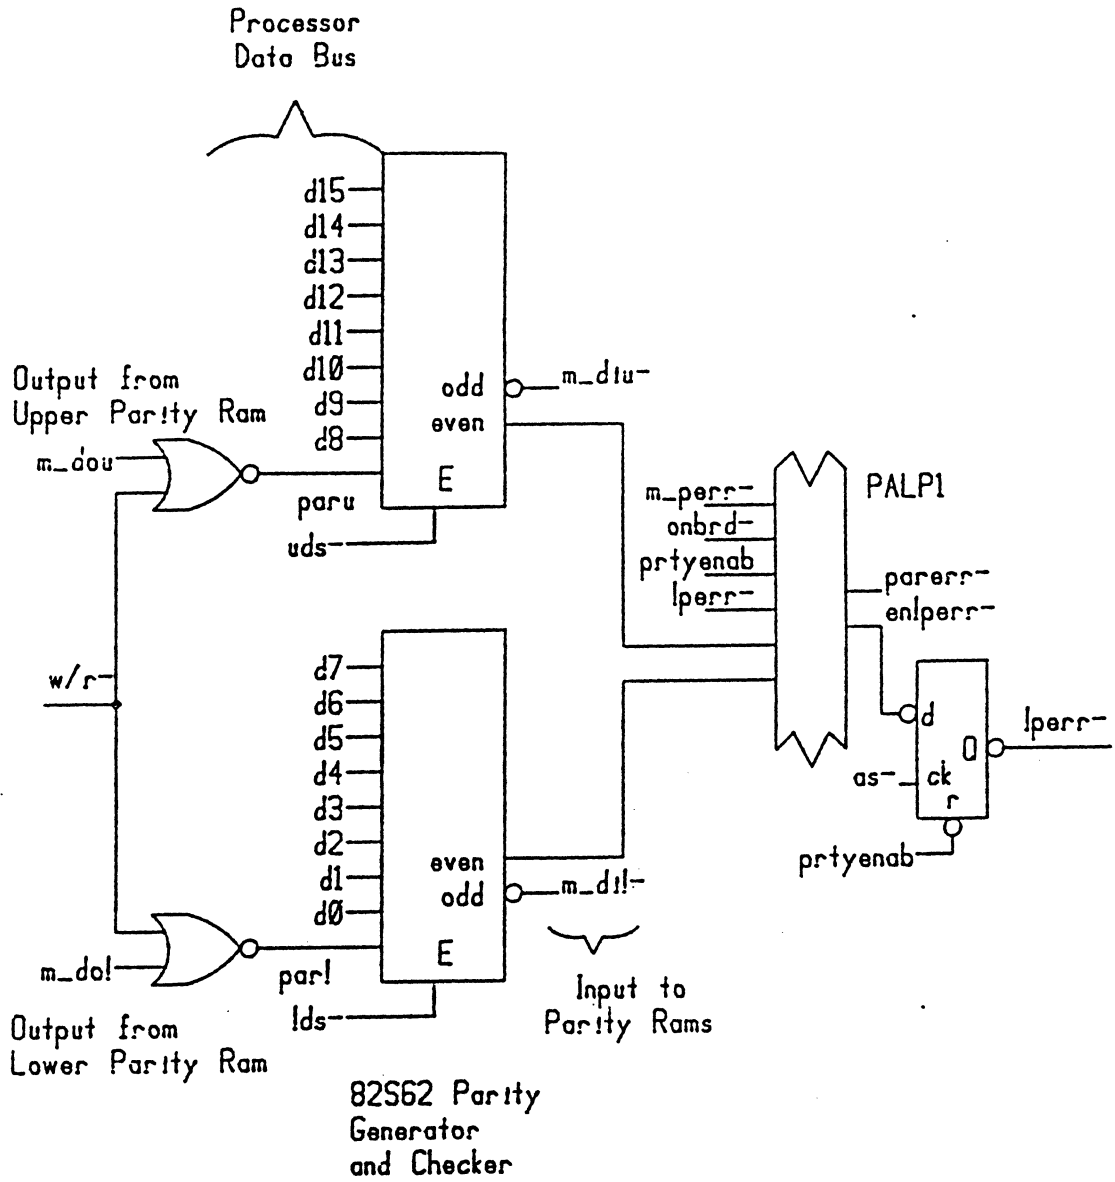 Processor
Data Bus
d15
d14
d13
d12
d11
d10
d9
d8
odd
even
E
m_diu-
Output from
Upper Parity Ram
m_dou
paru
uds-
w/r-
m_perr-
onbrd-
prtyenab
lperr-
PALP1
parerr-
enlperr-
d
Q
ck
r
as-
prtyenab
lperr-
d7
d6
d5
d4
d3
d2
d1
d0
even
odd
E
m_dil-
m_dol
parl
lds-
Output from
Lower Parity Ram
Input to
Parity Rams
82S62 Parity
Generator
and Checker